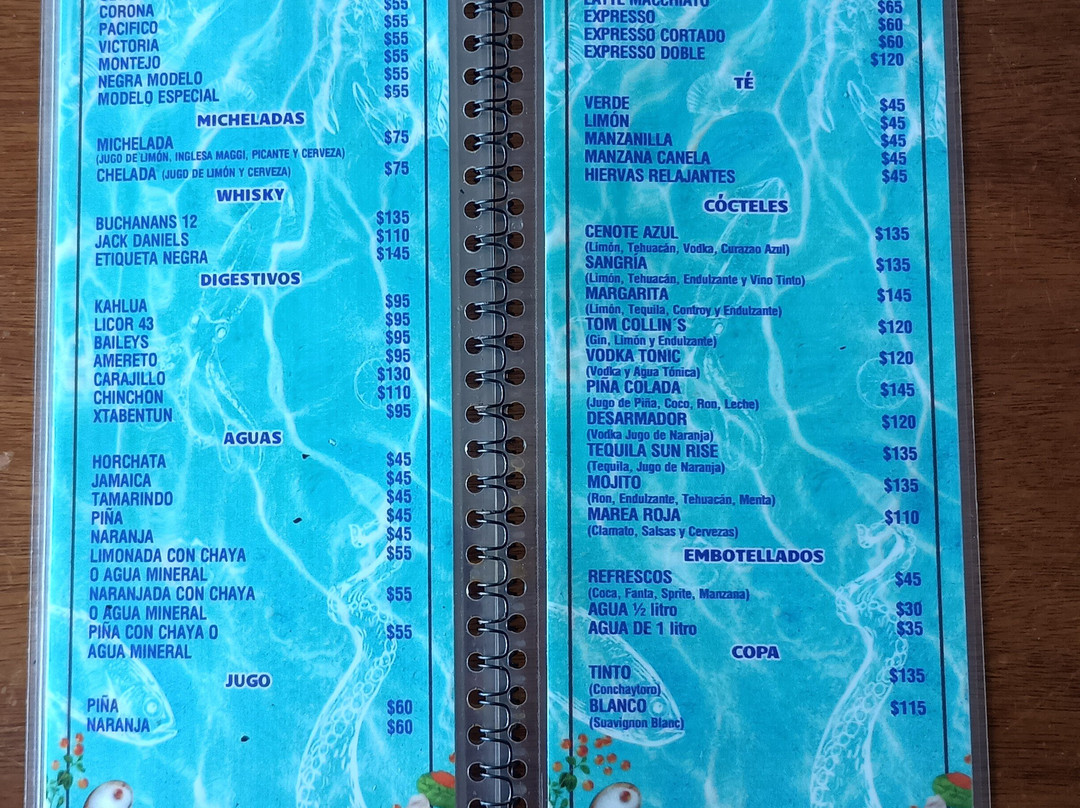 CORONA $55
PACIFICO $55
VICTORIA $55
MONTEJO $55
NEGRA MODELO $55
MODELO ESPECIAL $55
MICHELADAS
MICHELADA $75
(JUGO DE LIMÓN, INGLESA MAGGI, PICANTE Y CERVEZA)
CHELADA (JUGO DE LIMÓN Y CERVEZA) $75
WHISKY
BUCHANANS 12 $135
JACK DANIELS $110
ETIQUETA NEGRA $145
DIGESTIVOS
KAHLUA $95
LICOR 43 $95
BAILEYS $95
AMERETO $95
CARAJILLO $130
CHINCHON $110
XTABENTUN $95
AGUAS
HORCHATA $45
JAMAICA $45
TAMARINDO $45
PIÑA $45
NARANJA $45
LIMONADA CON CHAYA $55
O AGUA MINERAL
NARANJADA CON CHAYA $55
O AGUA MINERAL
PIÑA CON CHAYA O $55
AGUA MINERAL
JUGO
PIÑA $60
NARANJA $60
LATTE MACCHIATO $65
EXPRESSO $60
EXPRESSO CORTADO $60
EXPRESSO DOBLE $120
TÉ
VERDE $45
LIMÓN $45
MANZANILLA $45
MANZANA CANELA $45
HIERVAS RELAJANTES $45
CÓCTELES
CENOTE AZUL $135
(Limón, Tehuacán, Vodka, Curazao Azul)
SANGRÍA $135
(Limón, Tehuacán, Endulzante y Vino Tinto)
MARGARITA $145
(Limón, Tequila, Controy y Endulzante)
TOM COLLIN´S $120
(Gin, Limón y Endulzante)
VODKA TONIC $120
(Vodka y Agua Tónica)
PIÑA COLADA $145
(Jugo de Piña, Coco, Ron, Leche)
DESARMADOR $120
(Vodka Jugo de Naranja)
TEQUILA SUN RISE $135
(Tequila, Jugo de Naranja)
MOJITO $135
(Ron, Endulzante, Tehuacán, Menta)
MAREA ROJA $110
(Clamato, Salsas y Cervezas)
EMBOTELLADOS
REFRESCOS $45
(Coca, Fanta, Sprite, Manzana)
AGUA ½ litro $30
AGUA DE 1 litro $35
COPA
TINTO $135
(Conchaytoro)
BLANCO $115
(Suavignon Blanc)